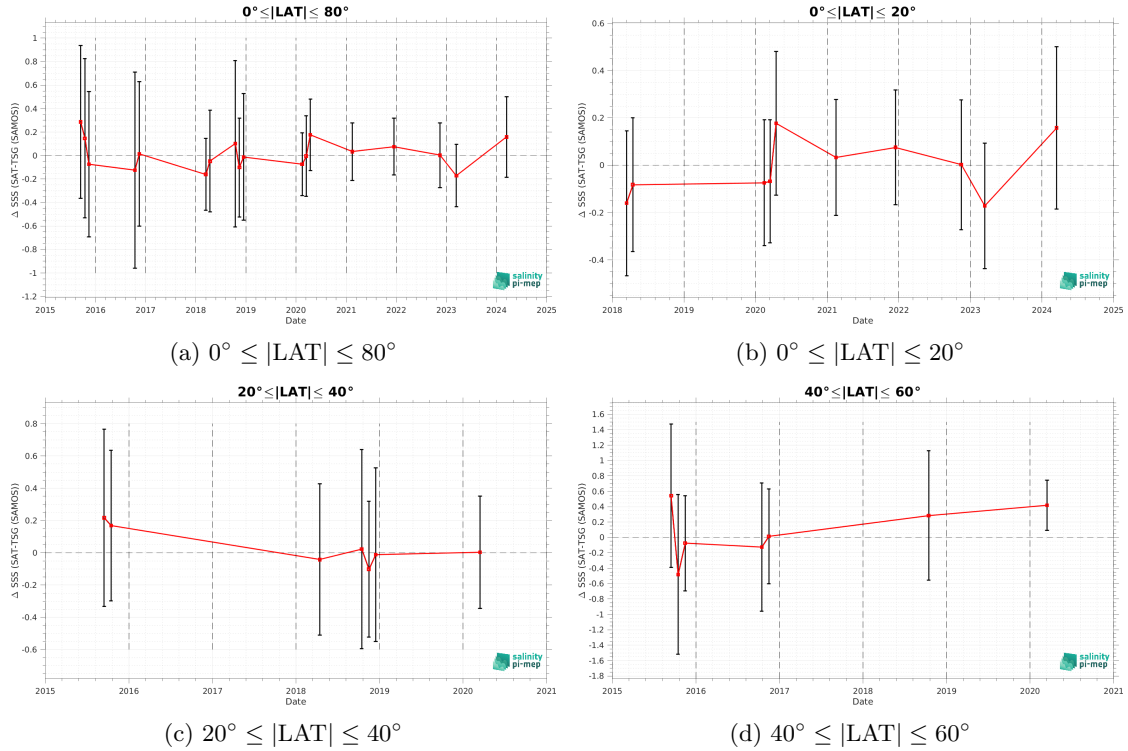 0°≤|LAT|≤ 80°
Δ SSS (SAT-TSG (SAMOS))
1
0.8
0.6
0.4
0.2
0
-0.2
-0.4
-0.6
-0.8
-1
-1.2
2015 2016 2017 2018 2019 2020 2021 2022 2023 2024 2025
Date
salinity
pi-mep
(a) 0° ≤ |LAT| ≤ 80°
0°≤|LAT|≤ 20°
Δ SSS (SAT-TSG (SAMOS))
0.6
0.4
0.2
0
-0.2
-0.4
2018 2019 2020 2021 2022 2023 2024 2025
Date
salinity
pi-mep
(b) 0° ≤ |LAT| ≤ 20°
20°≤|LAT|≤ 40°
Δ SSS (SAT-TSG (SAMOS))
0.8
0.6
0.4
0.2
0
-0.2
-0.4
-0.6
2015 2016 2017 2018 2019 2020 2021
Date
salinity
pi-mep
(c) 20° ≤ |LAT| ≤ 40°
40°≤|LAT|≤ 60°
Δ SSS (SAT-TSG (SAMOS))
1.6
1.4
1.2
1
0.8
0.6
0.4
0.2
0
-0.2
-0.4
-0.6
-0.8
-1
-1.2
-1.4
-1.6
-1.8
2015 2016 2017 2018 2019 2020 2021
Date
salinity
pi-mep
(d) 40° ≤ |LAT| ≤ 60°